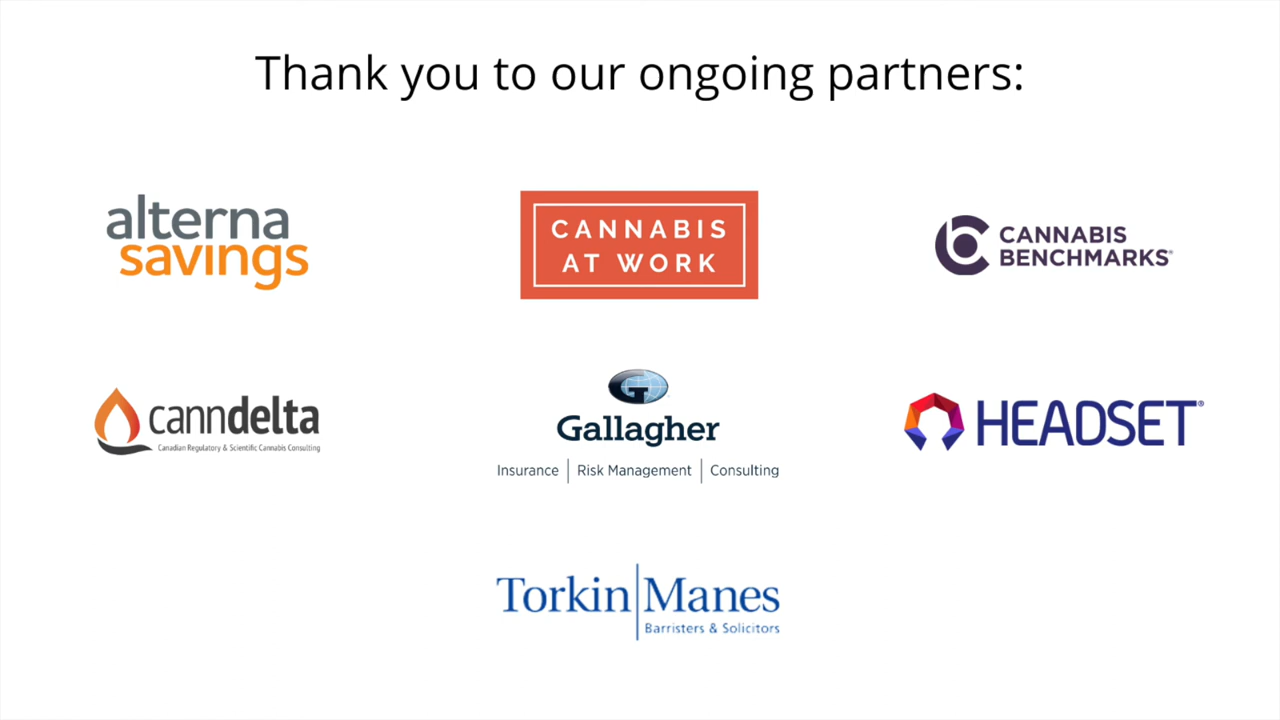 Thank you to our ongoing partners:
alterna
savings
CANNABIS
AT WORK
CANNABIS
BENCHMARKS®
canndelta
Canadian Regulatory & Scientific Cannabis Consulting
Gallagher
Insurance | Risk Management | Consulting
HEADSET®
Torkin Manes
Barristers & Solicitors